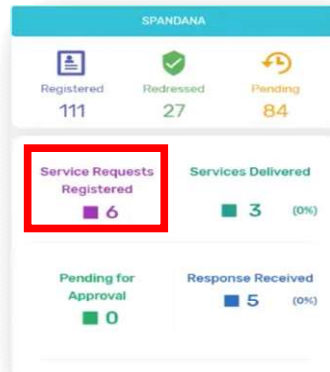 SPANDANA
Registered Redressed Pending
111 27 84
Service Requests Registered
6
Services Delivered
3 (0%)
Pending for Approval
0
Response Received
5 (0%)